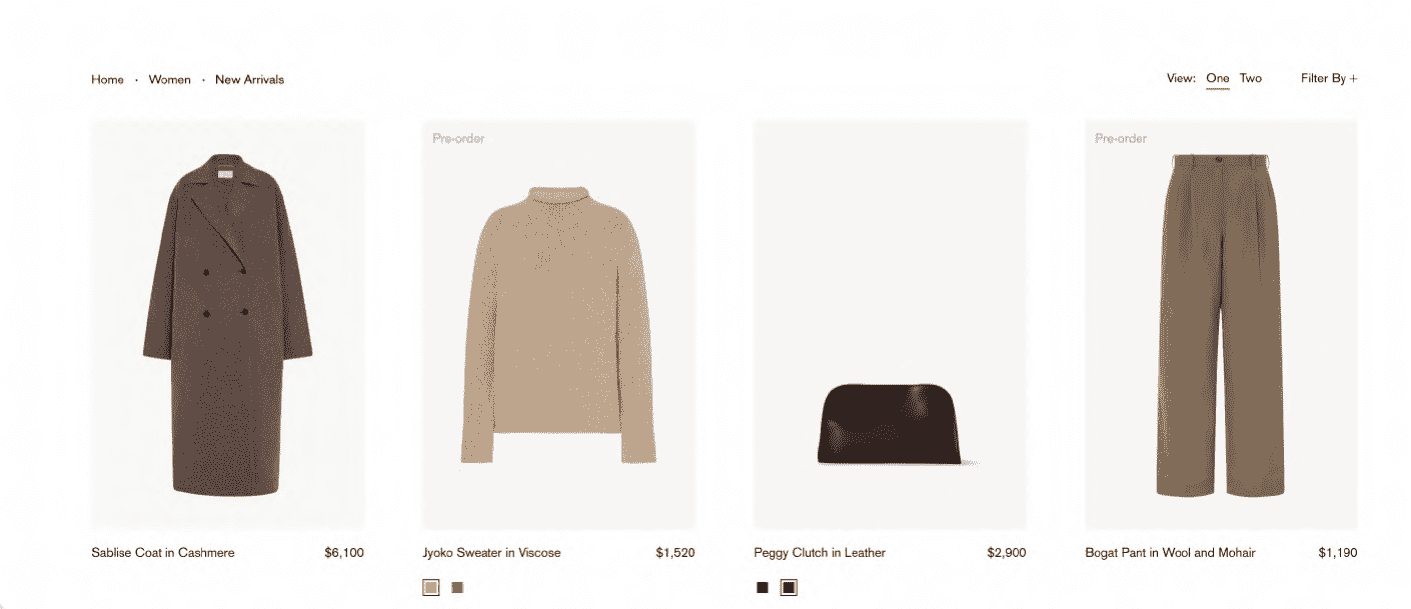 Home · Women · New Arrivals
View: One Two Filter By +
Pre-order
Pre-order
Sablise Coat in Cashmere $6,100
Jyoko Sweater in Viscose $1,520
Peggy Clutch in Leather $2,900
Bogat Pant in Wool and Mohair $1,190